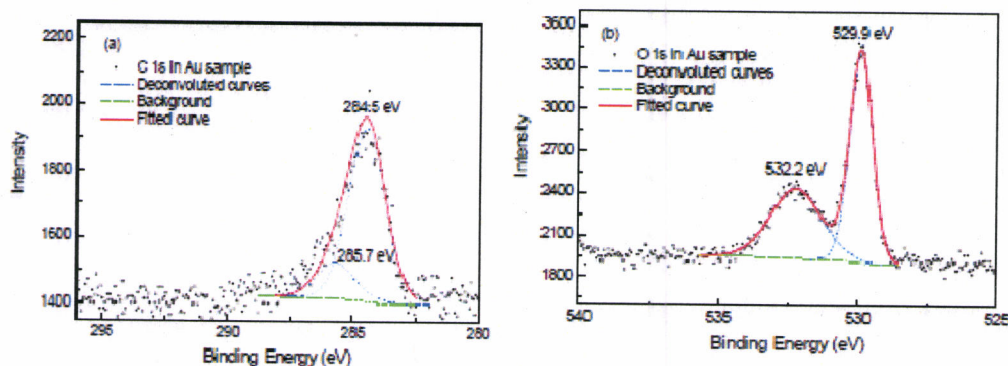 (a)
C 1s in Au sample
Deconvoluted curves
Background
Fitted curve
284:5 eV
285.7 eV
Intensity
2200
2000
1800
1600
1400
295
290
285
280
Binding Energy (eV)
(b)
O 1s in Au sample
Deconvoluted curves
Background
Fitted curve
529.9 eV
532.2 eV
Intensity
3600
3300
3000
2700
2400
2100
1800
540
535
530
525
Binding Energy (eV)